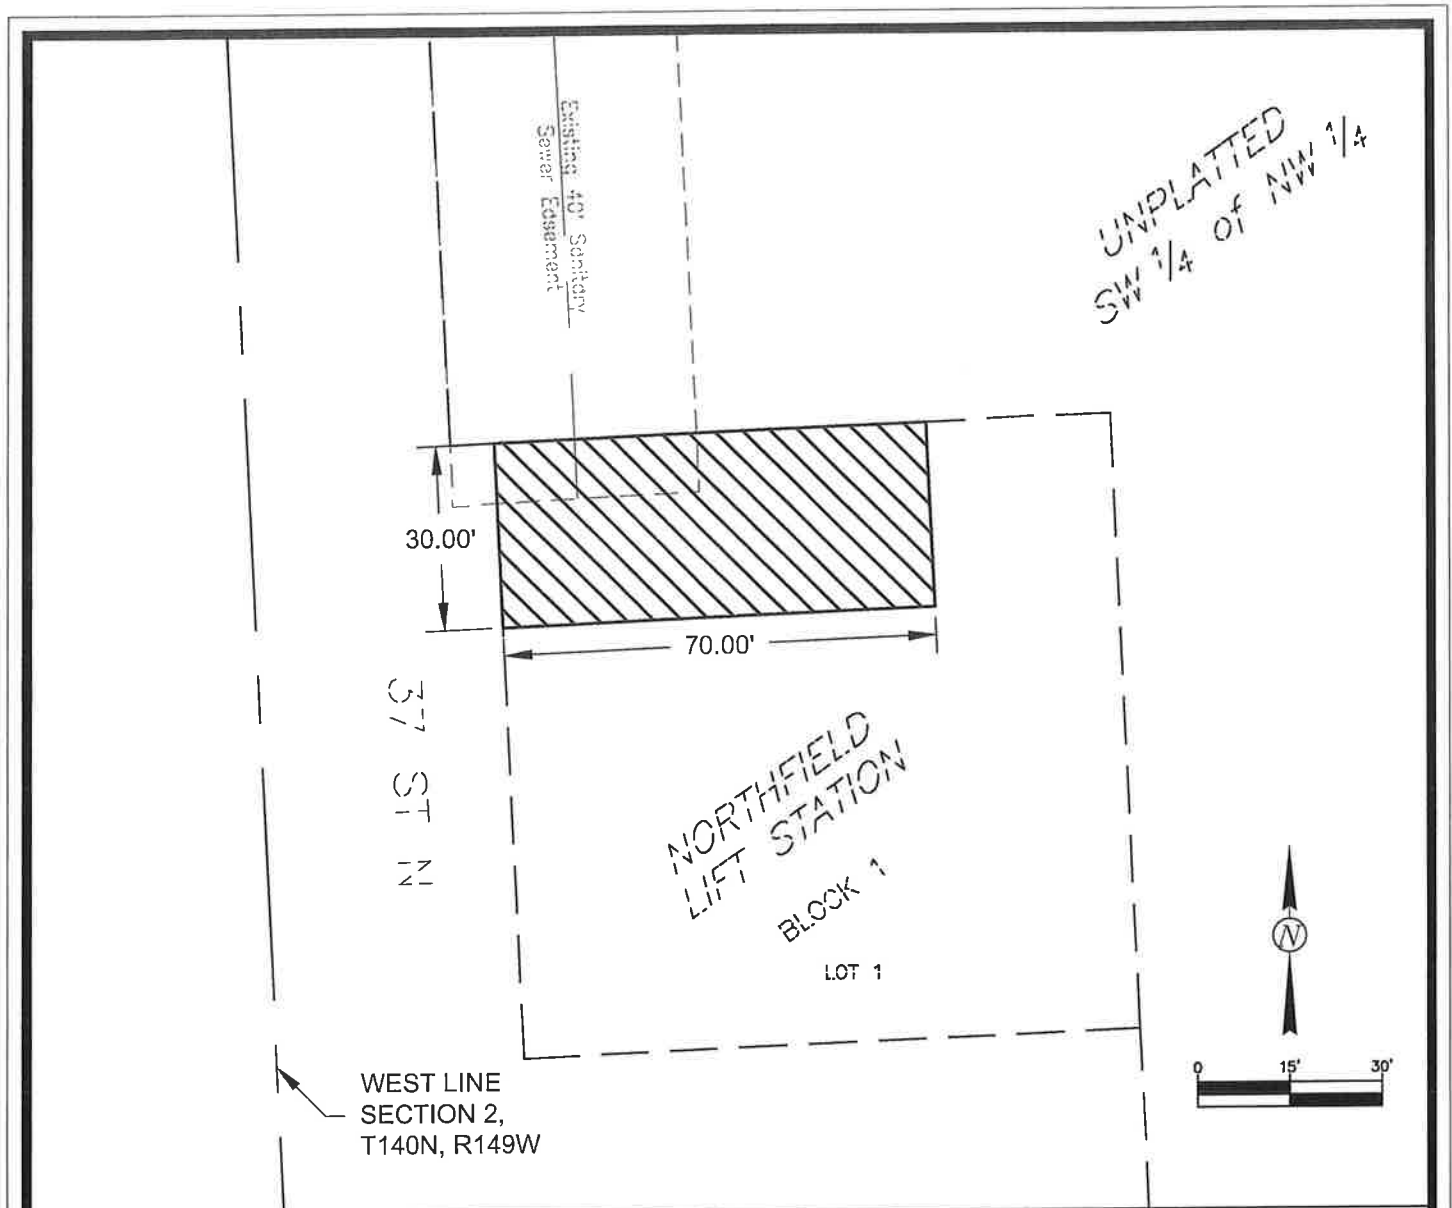 Existing 40' Sanitary
Sewer Easement
UNPLATTED
SW 1/4 of NW 1/4
30.00'
70.00'
37 ST N
NORTHFIELD
LIFT STATION
BLOCK 1
LOT 1
N
0 15' 30'
WEST LINE
SECTION 2,
T140N, R149W